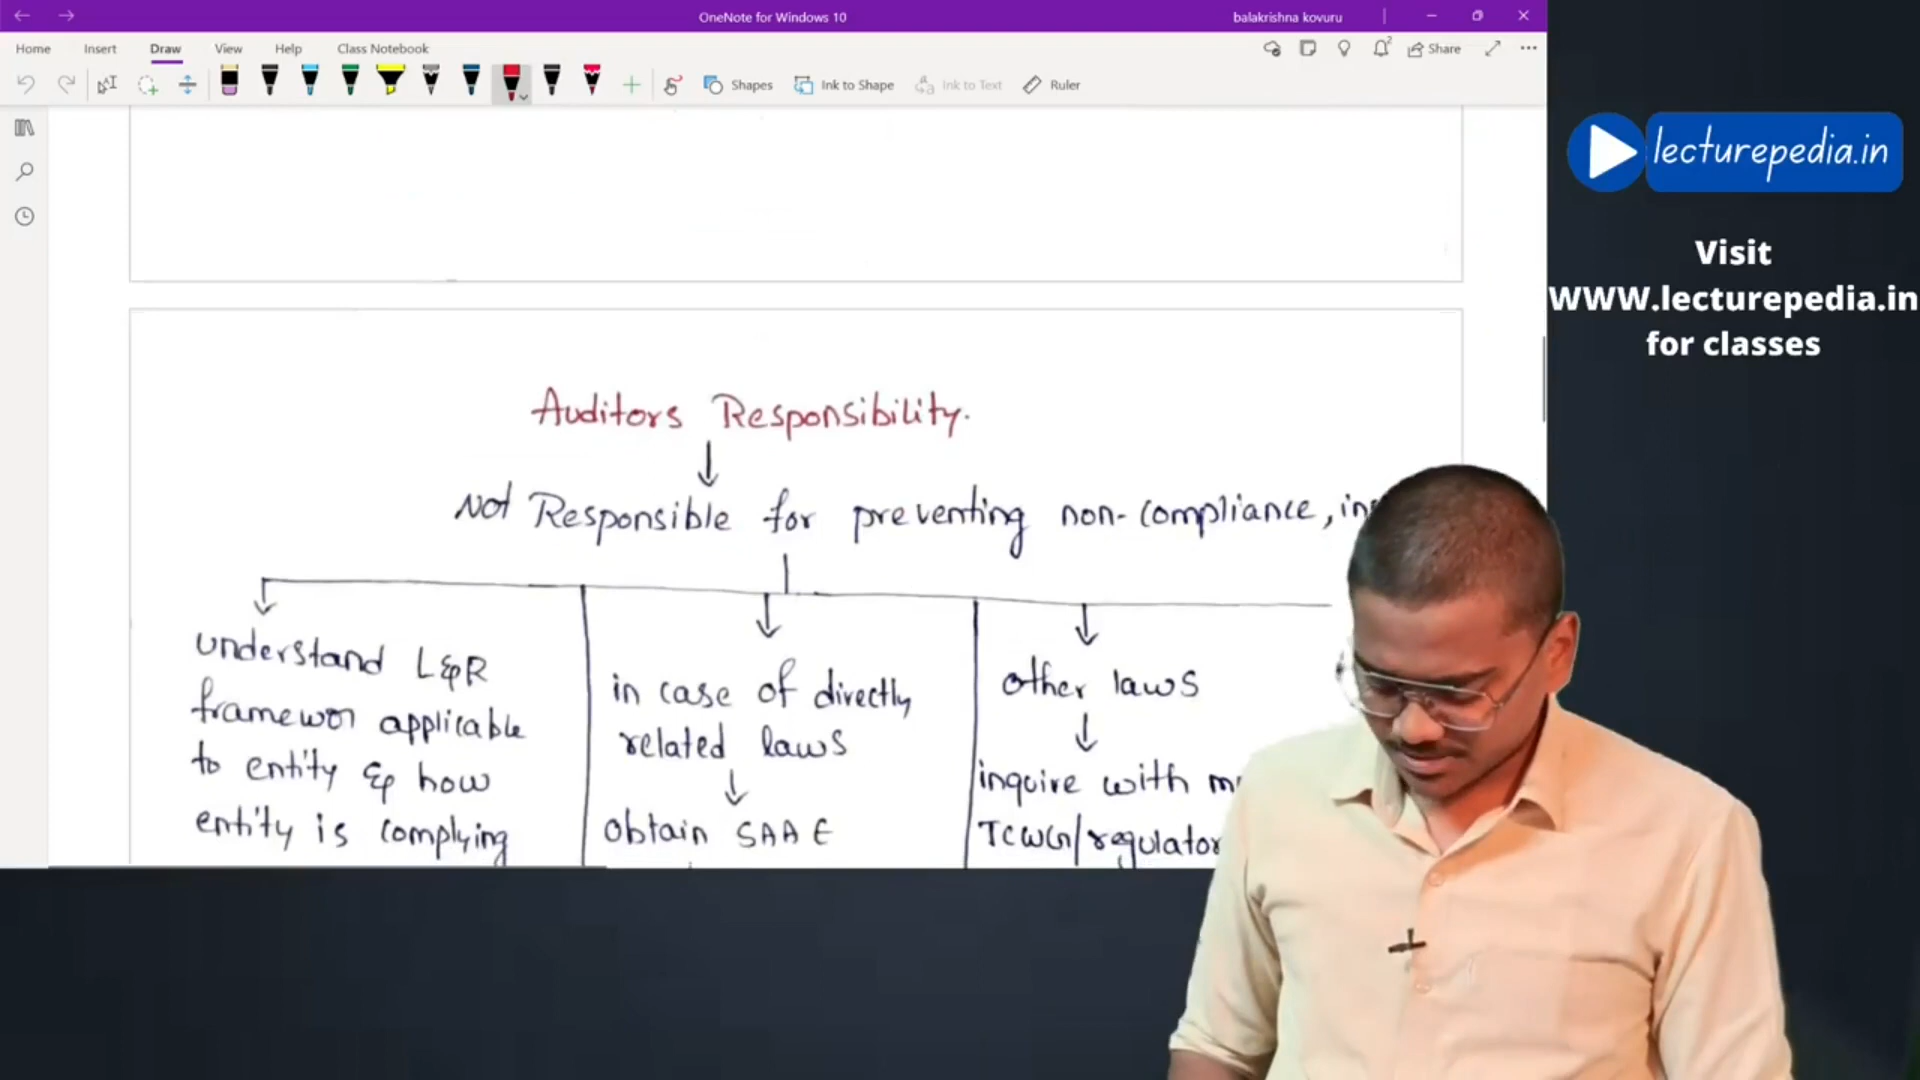 OneNote for Windows 10
balakrishna kovuru
Home Insert Draw View Help Class Notebook
Share
Shapes Ink to Shape Ink to Text Ruler
lecturepedia.in
Visit
WWW.lecturepedia.in
for classes
Auditors Responsibility.
Not Responsible for preventing non-compliance,
understand L&R
framewor applicable
to entity & how
entity is complying
in case of directly
related laws
obtain SAAE
other laws
inquire with
TCWG/regulator